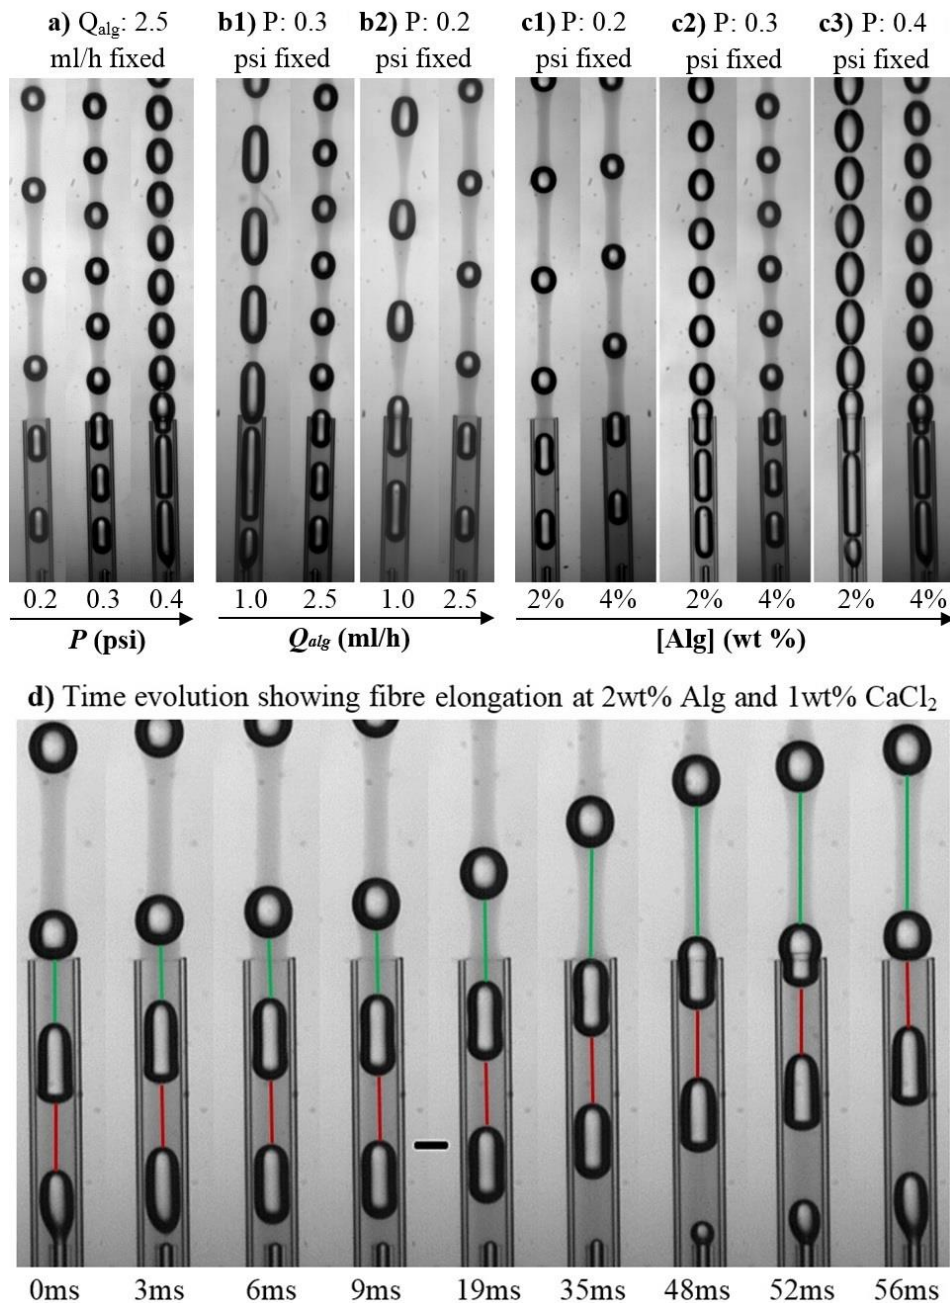 a) Qalg: 2.5 ml/h fixed
b1) P: 0.3 psi fixed
b2) P: 0.2 psi fixed
c1) P: 0.2 psi fixed
c2) P: 0.3 psi fixed
c3) P: 0.4 psi fixed
0.2 0.3 0.4
P (psi)
1.0 2.5 1.0 2.5
Qalg (ml/h)
2% 4% 2% 4% 2% 4%
[Alg] (wt %)
d) Time evolution showing fibre elongation at 2wt% Alg and 1wt% CaCl₂
0ms 3ms 6ms 9ms 19ms 35ms 48ms 52ms 56ms